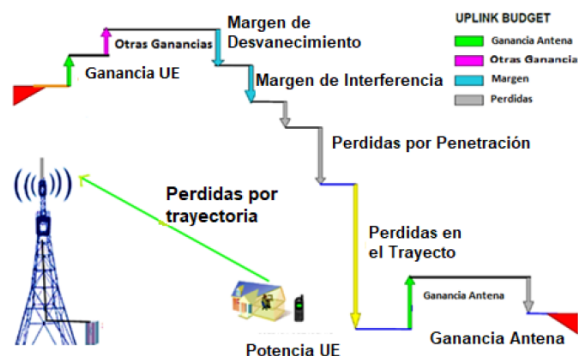 Margen de
Desvanecimiento
Otras Ganancias
Ganancia UE
Margen de Interferencia
UPLINK BUDGET
Ganancia Antena
Otras Ganancia
Margen
Perdidas
Perdidas por Penetración
Perdidas por
trayectoria
Perdidas en
el Trayecto
Ganancia Antena
Ganancia Antena
Potencia UE